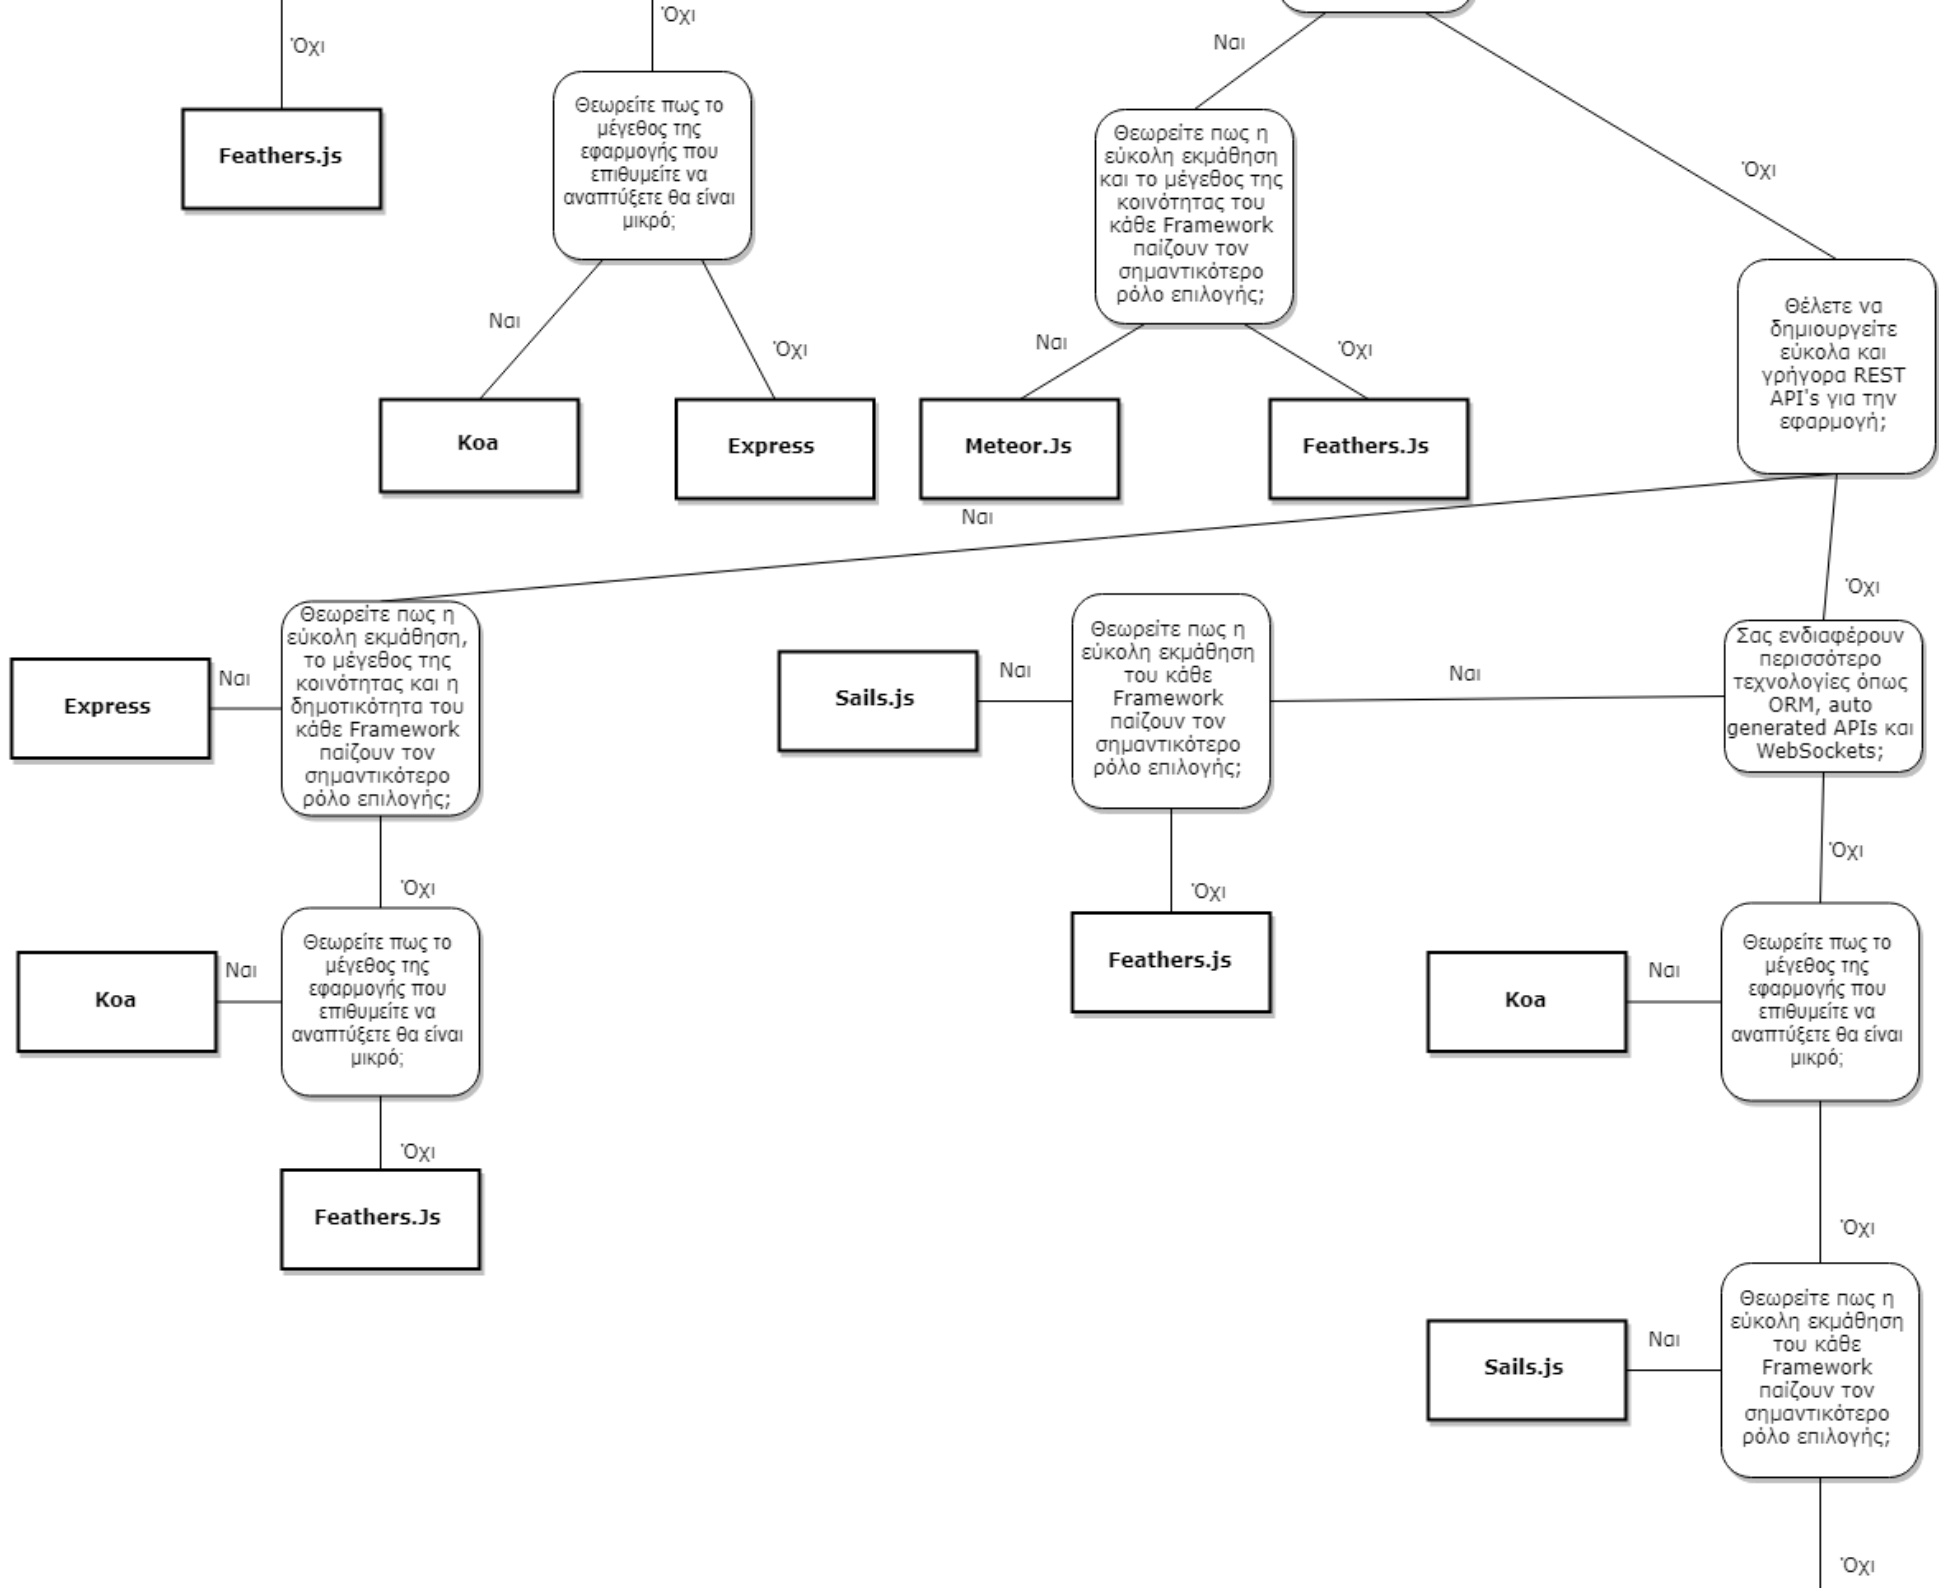 Όχι
Όχι
Feathers.js
Θεωρείτε πως το
μέγεθος της
εφαρμογής που
επιθυμείτε να
αναπτύξετε θα είναι
μικρό;
Ναι
Όχι
Koa
Express
Ναι
Όχι
Θεωρείτε πως η
εύκολη εκμάθηση
και το μέγεθος της
κοινότητας του
κάθε Framework
παίζουν τον
σημαντικότερο
ρόλο επιλογής;
Ναι
Όχι
Meteor.Js
Feathers.Js
Θέλετε να
δημιουργείτε
εύκολα και
γρήγορα REST
API's για την
εφαρμογή;
Ναι
Όχι
Θεωρείτε πως η
εύκολη εκμάθηση,
το μέγεθος της
κοινότητας και η
δημοτικότητα του
κάθε Framework
παίζουν τον
σημαντικότερο
ρόλο επιλογής;
Ναι
Express
Όχι
Θεωρείτε πως το
μέγεθος της
εφαρμογής που
επιθυμείτε να
αναπτύξετε θα είναι
μικρό;
Ναι
Koa
Όχι
Feathers.Js
Σας ενδιαφέρουν
περισσότερο
τεχνολογίες όπως
ORM, auto
generated APIs και
WebSockets;
Ναι
Θεωρείτε πως η
εύκολη εκμάθηση
του κάθε
Framework
παίζουν τον
σημαντικότερο
ρόλο επιλογής;
Ναι
Sails.js
Όχι
Feathers.js
Όχι
Θεωρείτε πως το
μέγεθος της
εφαρμογής που
επιθυμείτε να
αναπτύξετε θα είναι
μικρό;
Ναι
Koa
Όχι
Θεωρείτε πως η
εύκολη εκμάθηση
του κάθε
Framework
παίζουν τον
σημαντικότερο
ρόλο επιλογής;
Ναι
Sails.js
Όχι